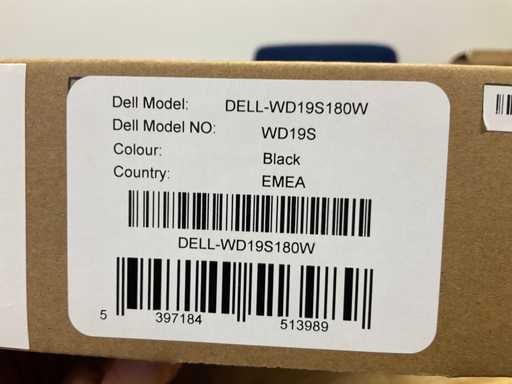 Dell Model: DELL-WD19S180W
Dell Model NO: WD19S
Colour: Black
Country: EMEA
DELL-WD19S180W
5 397184 513989